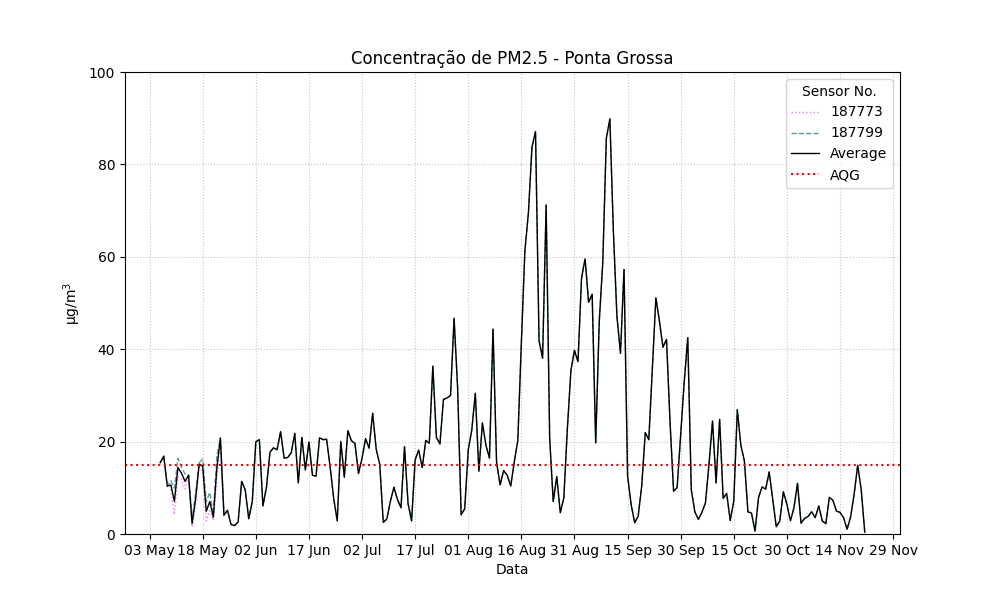 Concentração de PM2.5 - Ponta Grossa
100
80
60
40
20
0
µg/m³
Sensor No.
187773
187799
Average
AQG
03 May 18 May 02 Jun 17 Jun 02 Jul 17 Jul 01 Aug 16 Aug 31 Aug 15 Sep 30 Sep 15 Oct 30 Oct 14 Nov 29 Nov
Data